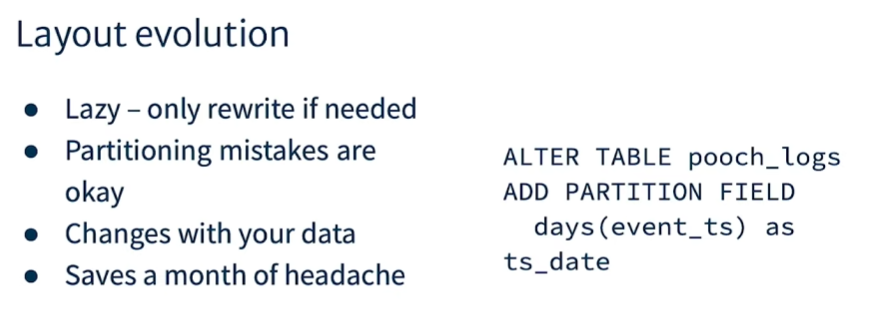 Layout evolution
● Lazy – only rewrite if needed
● Partitioning mistakes are
okay
● Changes with your data
● Saves a month of headache
ALTER TABLE pooch_logs
ADD PARTITION FIELD
days(event_ts) as
ts_date